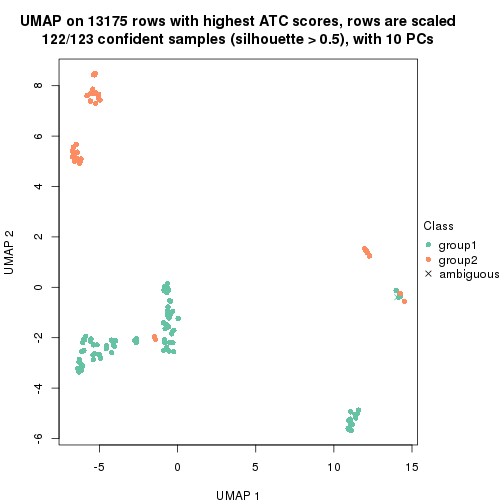 UMAP on 13175 rows with highest ATC scores, rows are scaled
122/123 confident samples (silhouette > 0.5), with 10 PCs
8
6
4
2
0
-2
-4
-6
UMAP 2
Class
group1
group2
ambiguous
-5
0
5
10
15
UMAP 1